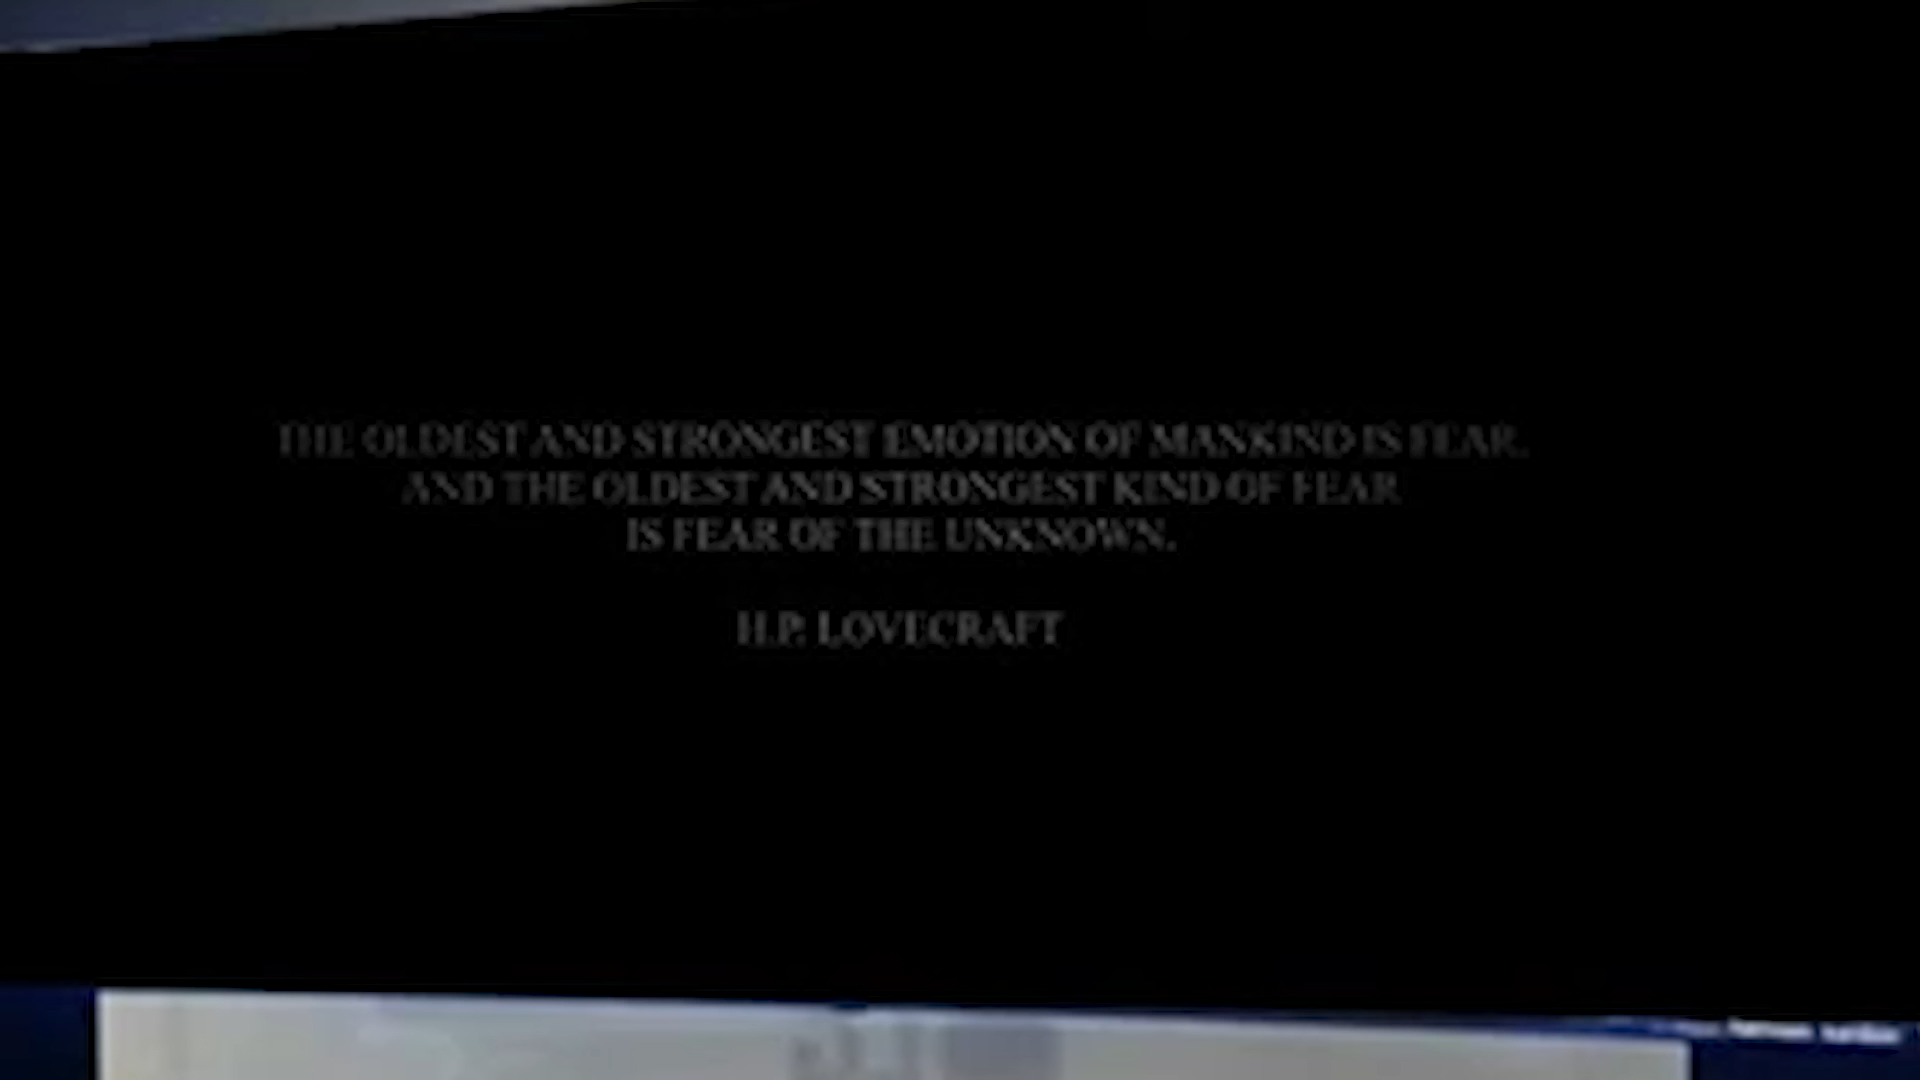 THE OLDEST AND STRONGEST EMOTION OF MANKIND IS FEAR.
AND THE OLDEST AND STRONGEST KIND OF FEAR
IS FEAR OF THE UNKNOWN.
H.P. LOVECRAFT